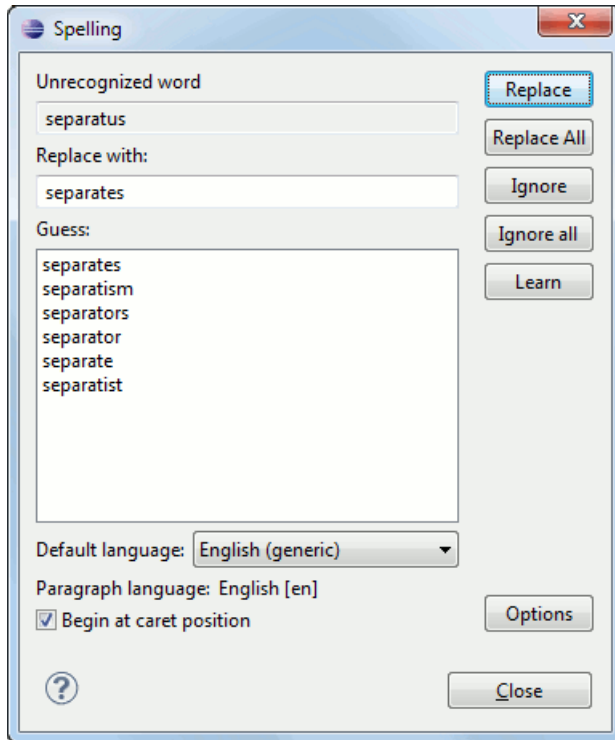 Spelling
Unrecognized word
separatus
Replace with:
separates
Guess:
separates
separatism
separators
separator
separate
separatist
Default language: English (generic)
Paragraph language: English [en]
Begin at caret position
Replace
Replace All
Ignore
Ignore all
Learn
Options
?
Close